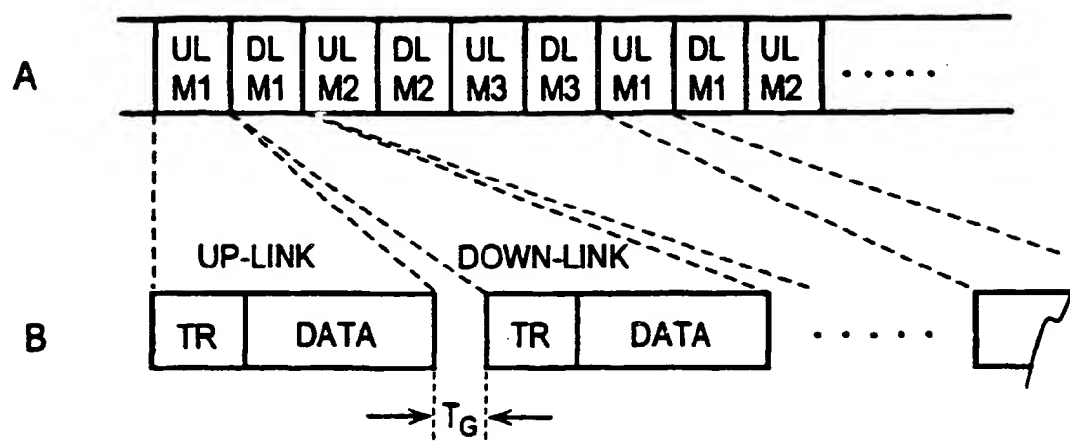 A
UL DL UL DL UL DL UL DL UL
M1 M1 M2 M2 M3 M3 M1 M1 M2 . . . . .
UP-LINK DOWN-LINK
B
TR DATA TR DATA . . . . .
TG